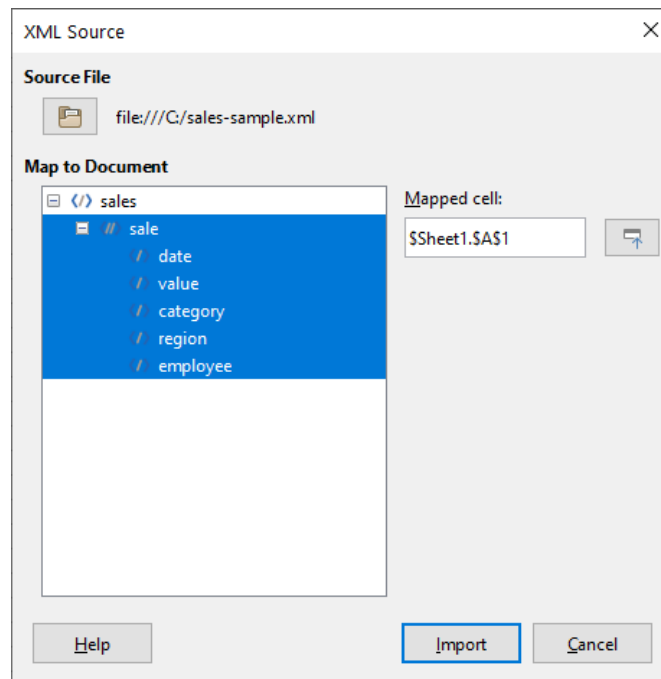 XML Source
Source File
file:///C:/sales-sample.xml
Map to Document
sales
sale
date
value
category
region
employee
Mapped cell:
$Sheet1.$A$1
Help
Import
Cancel